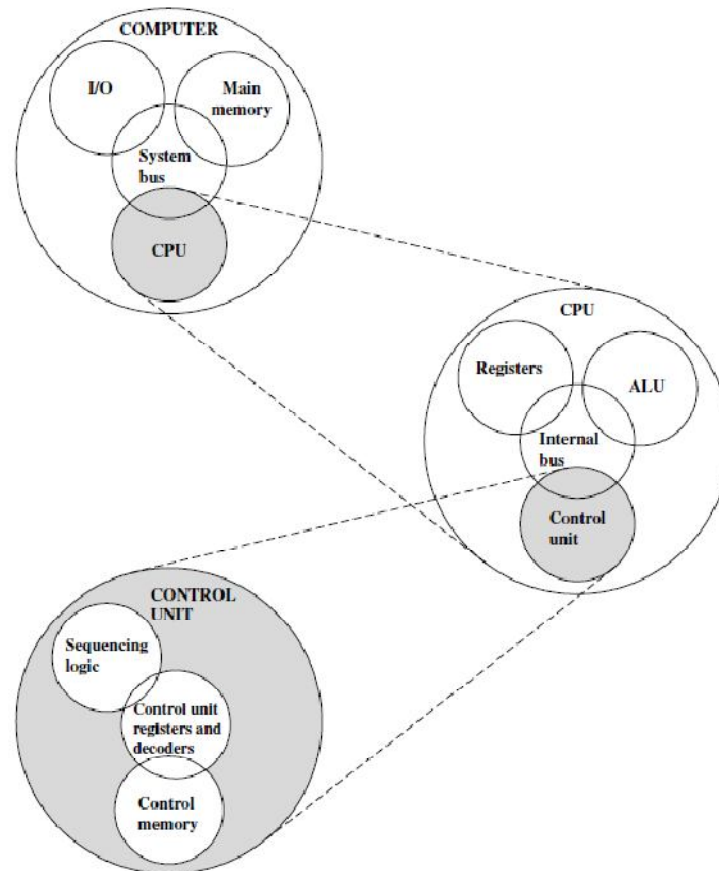 COMPUTER
I/O
Main
memory
System
bus
CPU
CPU
Registers
ALU
Internal
bus
Control
unit
CONTROL
UNIT
Sequencing
logic
Control unit
registers and
decoders
Control
memory